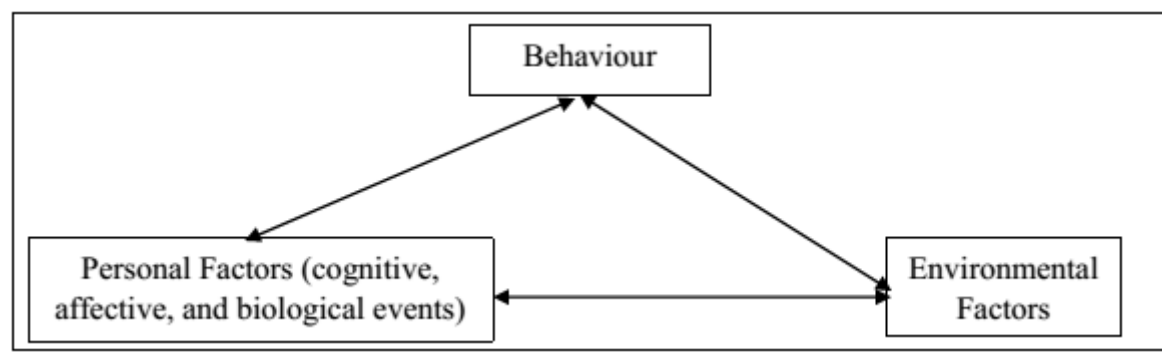 Behaviour
Personal Factors (cognitive,
affective, and biological events)
Environmental
Factors